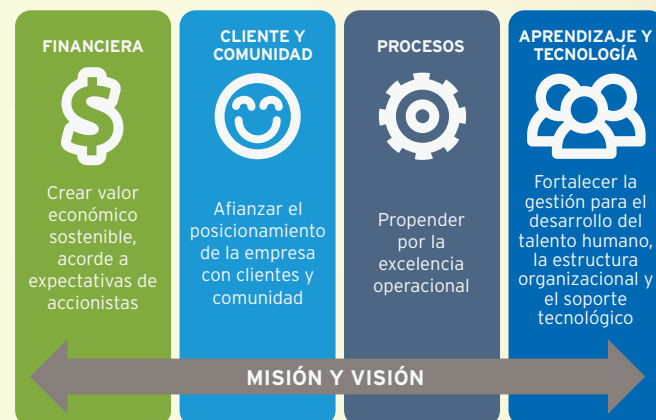 FINANCIERA
Crear valor
económico
sostenible,
acorde a
expectativas de
accionistas
CLIENTE Y
COMUNIDAD
Afianzar el
posicionamiento
de la empresa
con clientes y
comunidad
PROCESOS
Propender
por la
excelencia
operacional
APRENDIZAJE Y
TECNOLOGÍA
Fortalecer la
gestión para el
desarrollo del
talento humano,
la estructura
organizacional y
el soporte
tecnológico
MISIÓN Y VISIÓN